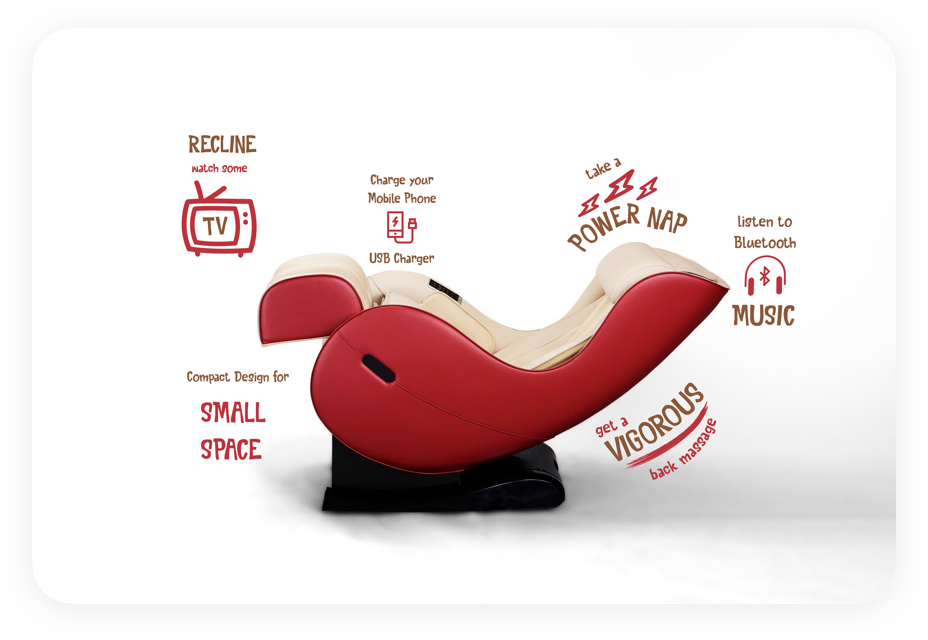 RECLINE
watch some
TV
Charge your
Mobile Phone
USB Charger
take a
POWER NAP
listen to
Bluetooth
MUSIC
Compact Design for
SMALL
SPACE
get a
VIGOROUS
back massage